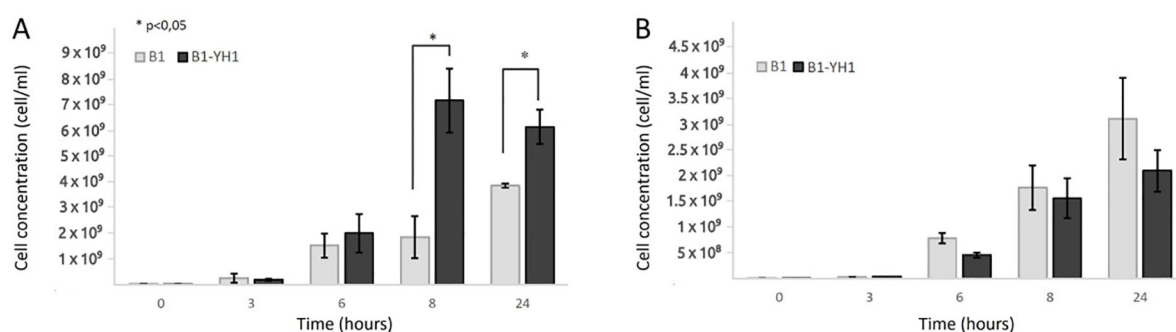 A
* p<0,05
B1 B1-YH1
Cell concentration (cell/ml)
9 x 10⁹
8 x 10⁹
7 x 10⁹
6 x 10⁹
5 x 10⁹
4 x 10⁹
3 x 10⁹
2 x 10⁹
1 x 10⁹
*
*
0 3 6 8 24
Time (hours)
B
B1 B1-YH1
Cell concentration (cell/ml)
4.5 x 10⁹
4 x 10⁹
3.5 x 10⁹
3 x 10⁹
2.5 x 10⁹
2 x 10⁹
1.5 x 10⁹
1 x 10⁹
5 x 10⁸
0 3 6 8 24
Time (hours)